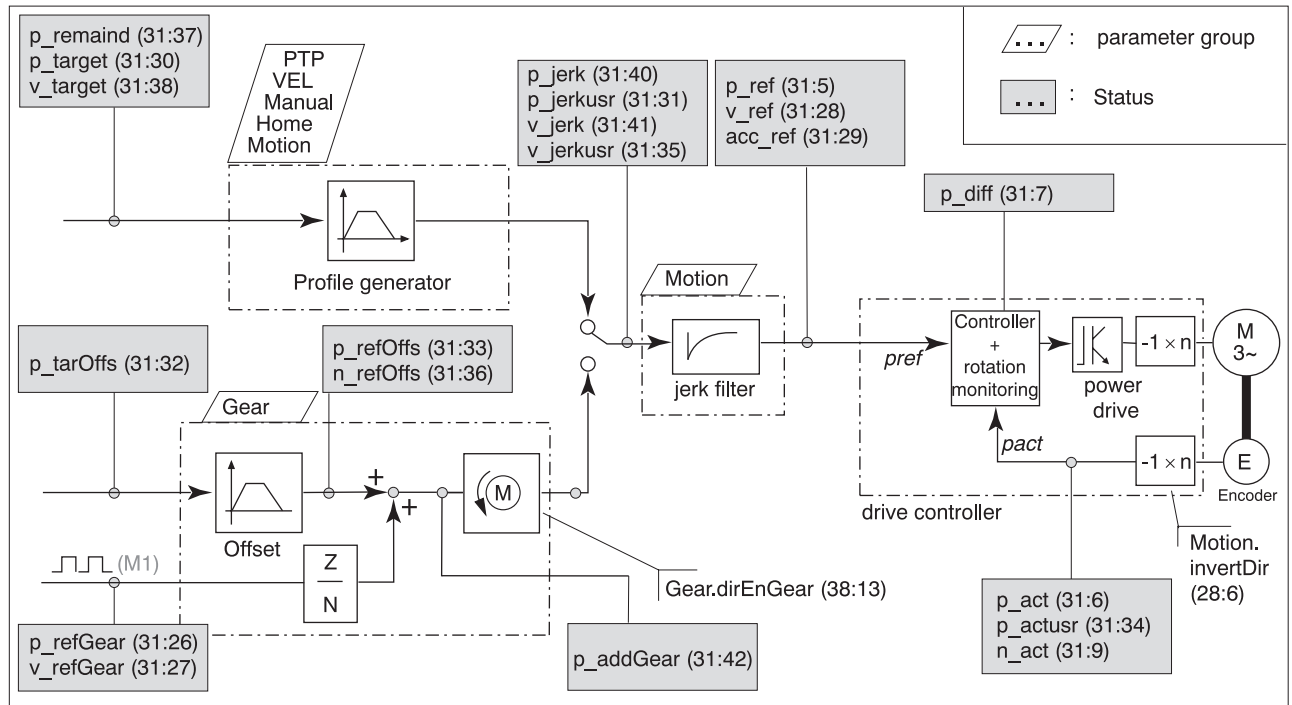 p_remaind (31:37)
p_target (31:30)
v_target (31:38)
PTP
VEL
Manual
Home
Motion
p_jerk (31:40)
p_jerkusr (31:31)
v_jerk (31:41)
v_jerkusr (31:35)
p_ref (31:5)
v_ref (31:28)
acc_ref (31:29)
... : parameter group
... : Status
p_diff (31:7)
Profile generator
Motion
jerk filter
pref
Controller
+
rotation
monitoring
power
drive
-1 × n
M
3~
pact
-1 × n
E
Encoder
drive controller
Motion.
invertDir
(28:6)
p_tarOffs (31:32)
p_refOffs (31:33)
n_refOffs (31:36)
Gear
Offset
+
+
M
(M1)
Z
N
Gear.dirEnGear (38:13)
p_refGear (31:26)
v_refGear (31:27)
p_addGear (31:42)
p_act (31:6)
p_actusr (31:34)
n_act (31:9)